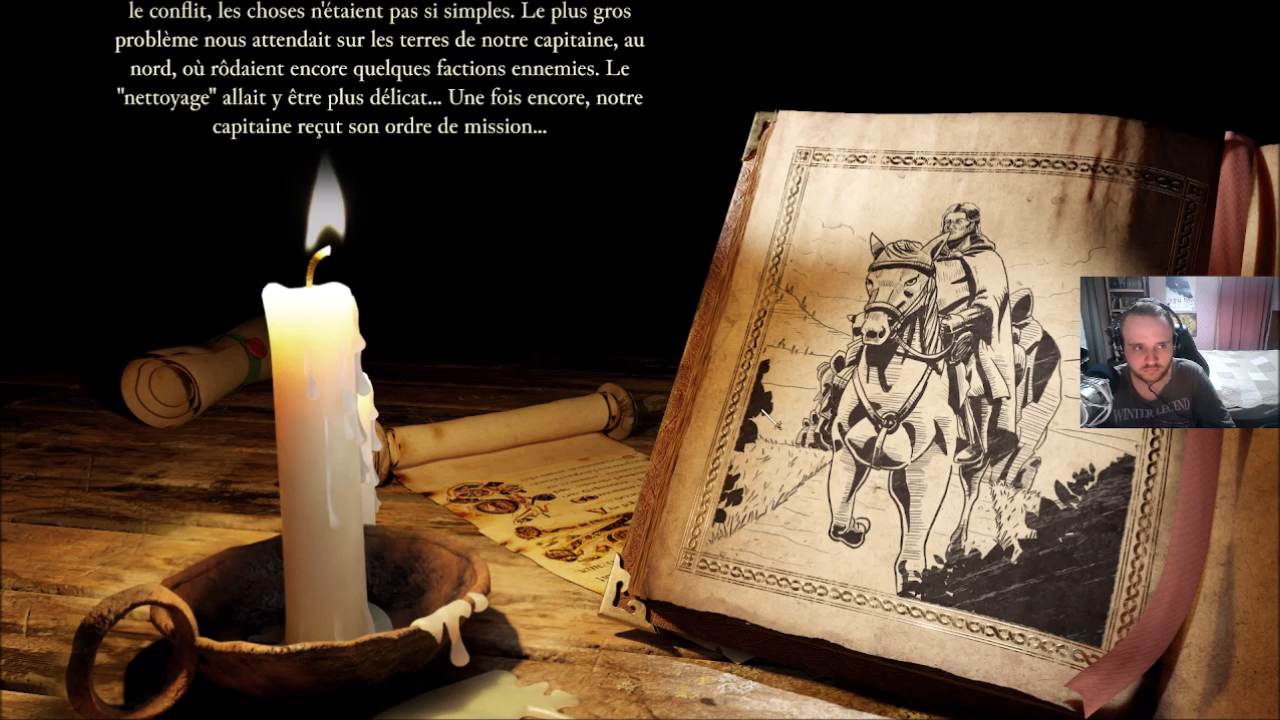 le conflit, les choses n'étaient pas si simples. Le plus gros
problème nous attendait sur les terres de notre capitaine, au
nord, où rôdaient encore quelques factions ennemies. Le
"nettoyage" allait y être plus délicat... Une fois encore, notre
capitaine reçut son ordre de mission...
WINTER LEGEND